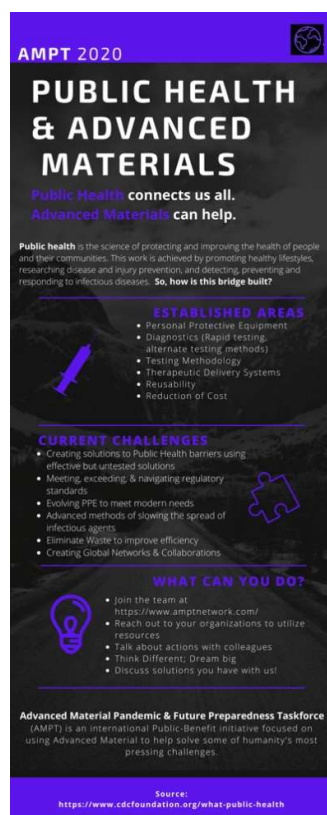 AMPT 2020
PUBLIC HEALTH
& ADVANCED
MATERIALS
Public Health connects us all.
Advanced Materials can help.
Public health is the science of protecting and improving the health of people
and their communities. This work is achieved by promoting healthy lifestyles,
researching disease and injury prevention, and detecting, preventing and
responding to infectious diseases. So, how is this bridge built?
ESTABLISHED AREAS
• Personal Protective Equipment
• Diagnostics (Rapid testing,
alternate testing methods)
• Testing Methodology
• Therapeutic Delivery Systems
• Reusability
• Reduction of Cost
CURRENT CHALLENGES
• Creating solutions to Public Health barriers using
effective but untested solutions
• Meeting, exceeding, & navigating regulatory
standards
• Evolving PPE to meet modern needs
• Advanced methods of slowing the spread of
infectious agents
• Eliminate Waste to improve efficiency
• Creating Global Networks & Collaborations
WHAT CAN YOU DO?
• Join the team at
https://www.amptnetwork.com/
• Reach out to your organizations to utilize
resources
• Talk about actions with colleagues
• Think Different; Dream big
• Discuss solutions you have with us!
Advanced Material Pandemic & Future Preparedness Taskforce
(AMPT) is an international Public-Benefit initiative focused on
using Advanced Material to help solve some of humanity's most
pressing challenges.
Source:
https://www.cdcfoundation.org/what-public-health